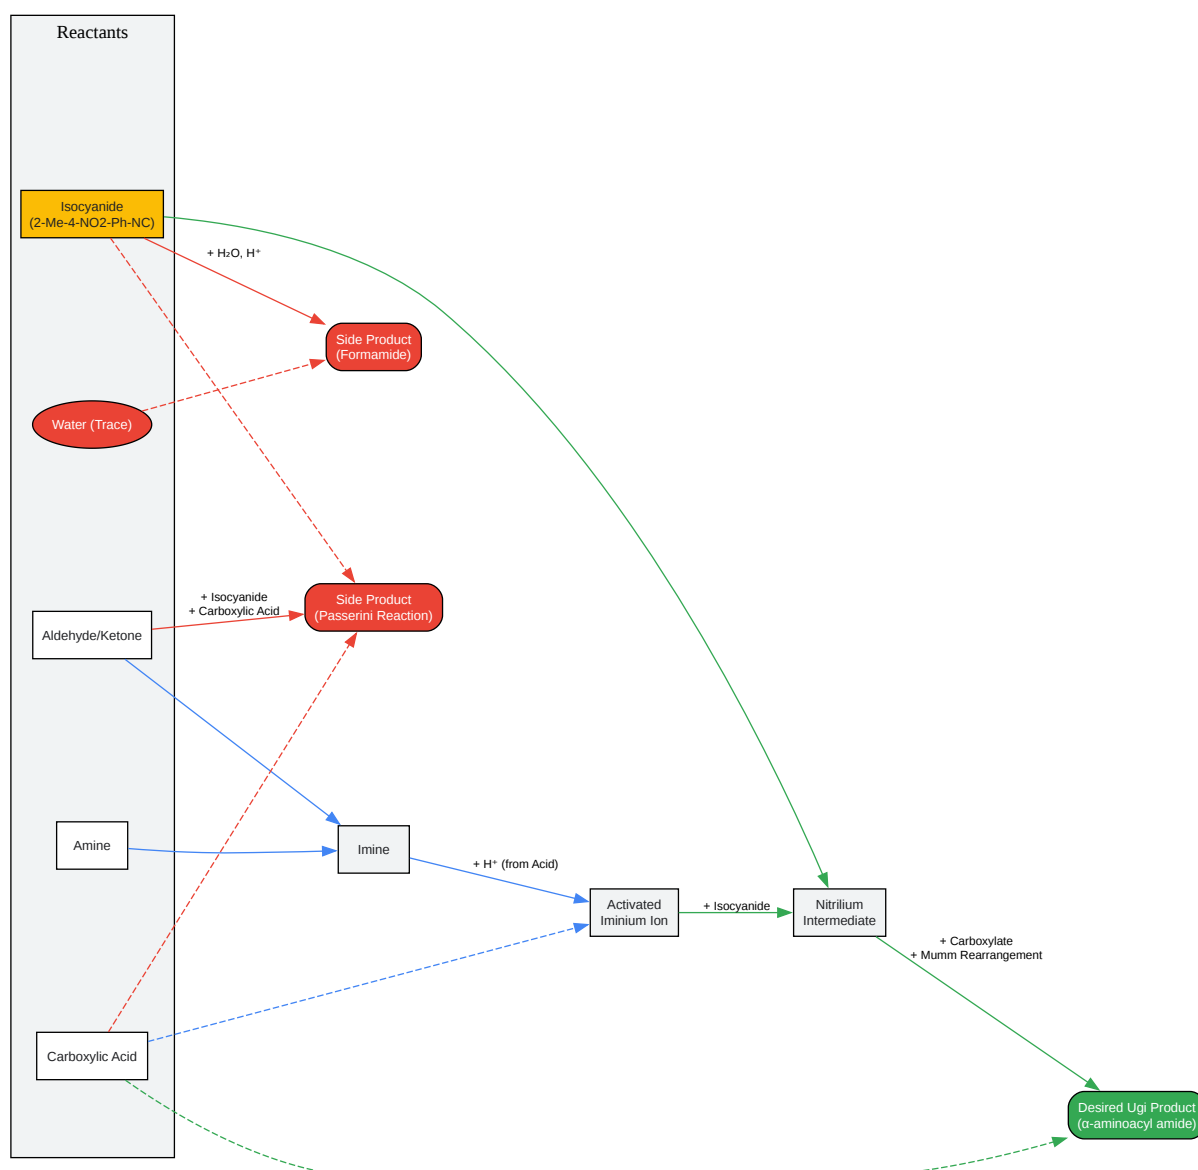 Reactants
Isocyanide
(2-Me-4-NO2-Ph-NC)
+ H₂O, H⁺
Side Product
(Formamide)
Water (Trace)
+ Isocyanide
+ Carboxylic Acid
Side Product
(Passerini Reaction)
Aldehyde/Ketone
Amine
Imine
+ H⁺ (from Acid)
Activated
Iminium Ion
+ Isocyanide
Nitrilium
Intermediate
+ Carboxylate
+ Mumm Rearrangement
Carboxylic Acid
Desired Ugi Product
(α-aminoacyl amide)